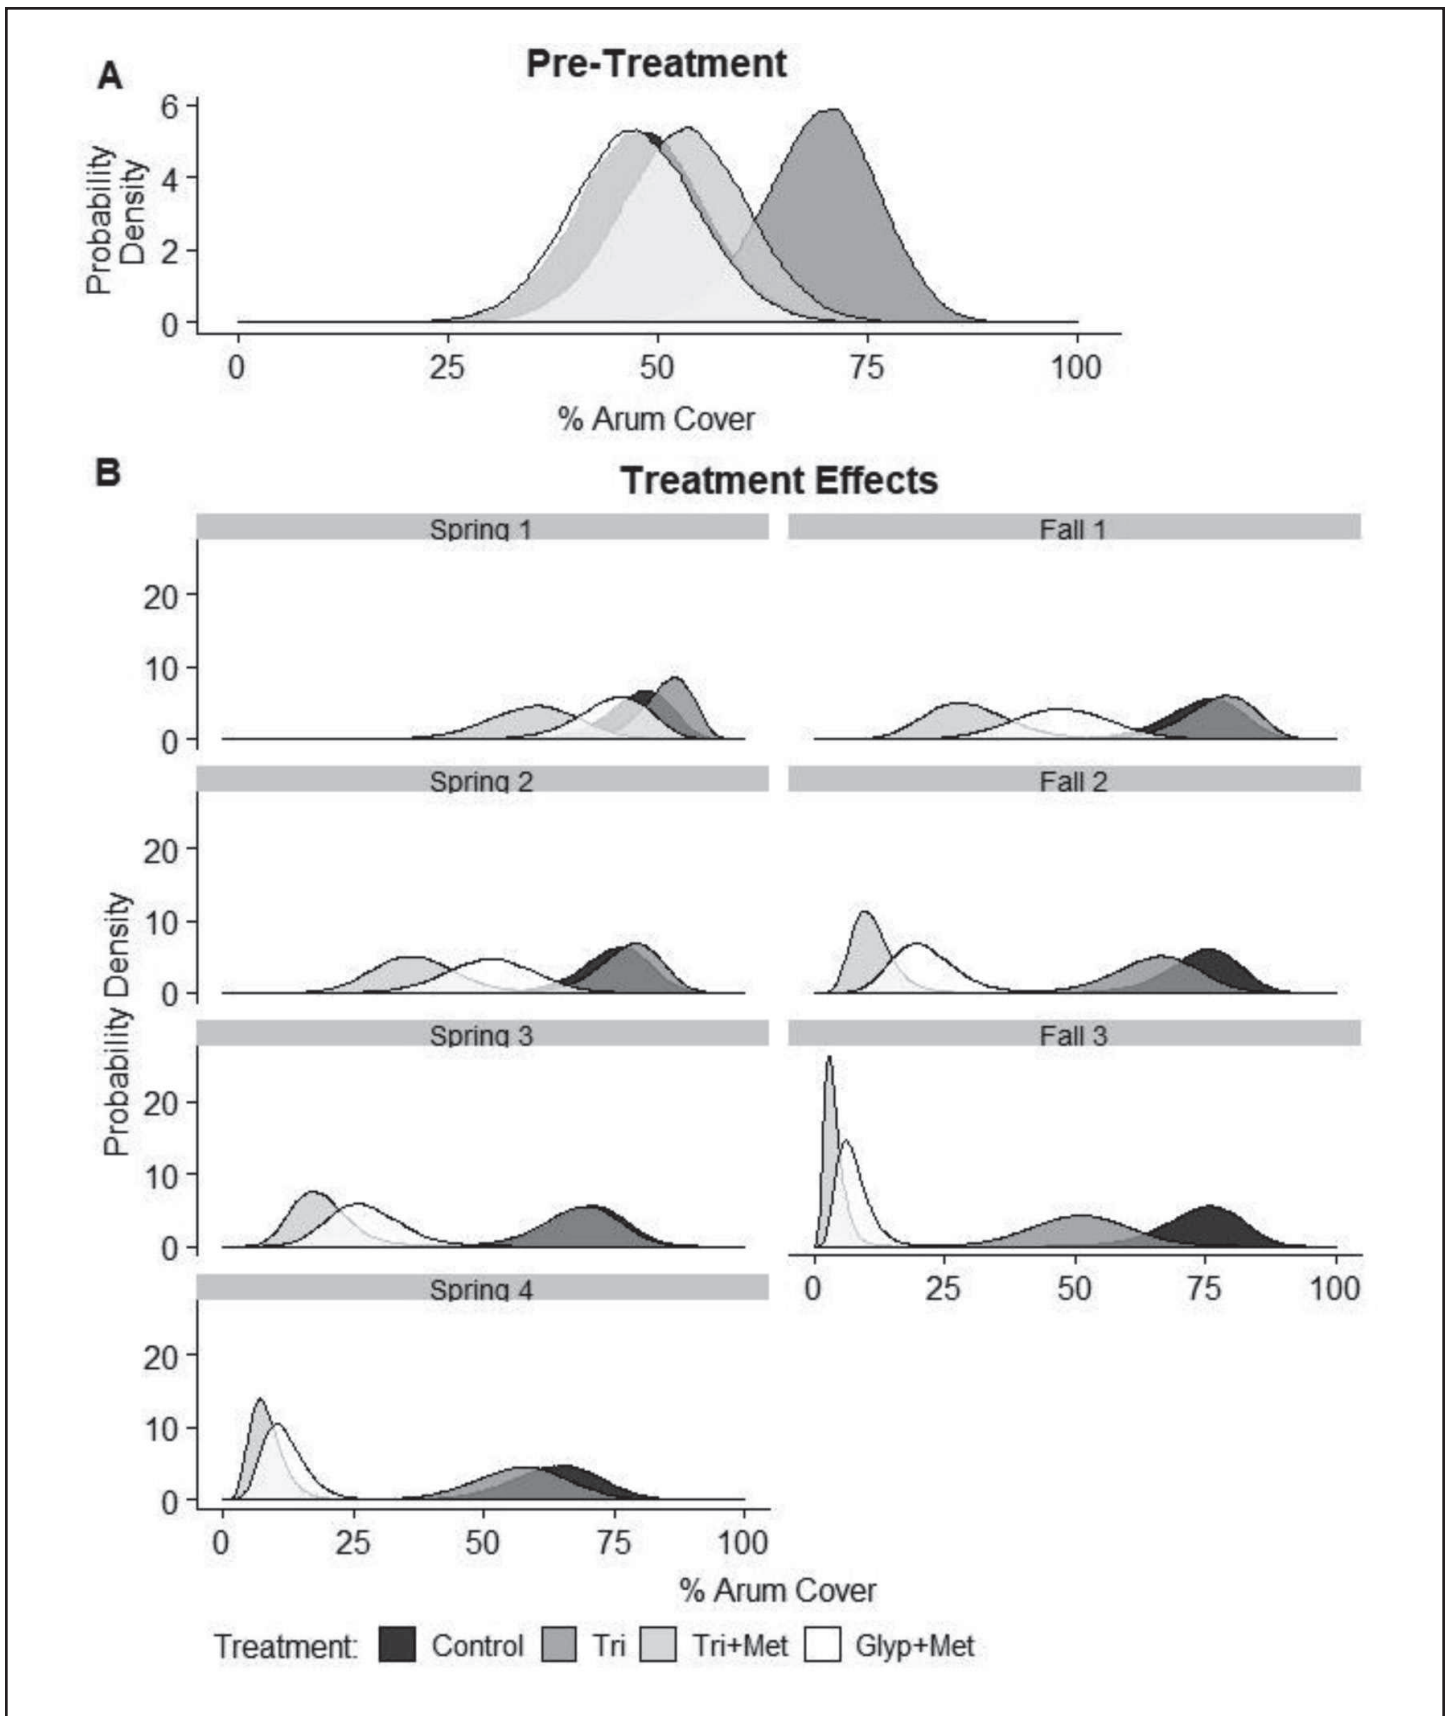 A
Pre-Treatment
Probability
Density
6
4
2
0
0 25 50 75 100
% Arum Cover
B
Treatment Effects
Probability Density
Spring 1 Fall 1
20
10
0
Spring 2 Fall 2
20
10
0
Spring 3 Fall 3
20
10
0
0 25 50 75 100
Spring 4
20
10
0
0 25 50 75 100
% Arum Cover
Treatment: Control Tri Tri+Met Glyp+Met